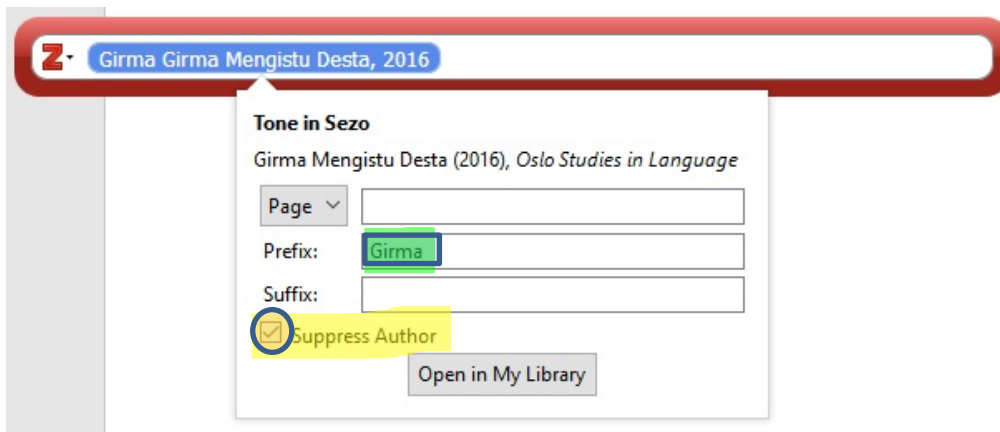 Z Girma Girma Mengistu Desta, 2016
Tone in Sezo
Girma Mengistu Desta (2016), Oslo Studies in Language
Page
Prefix: Girma
Suffix:
Suppress Author
Open in My Library